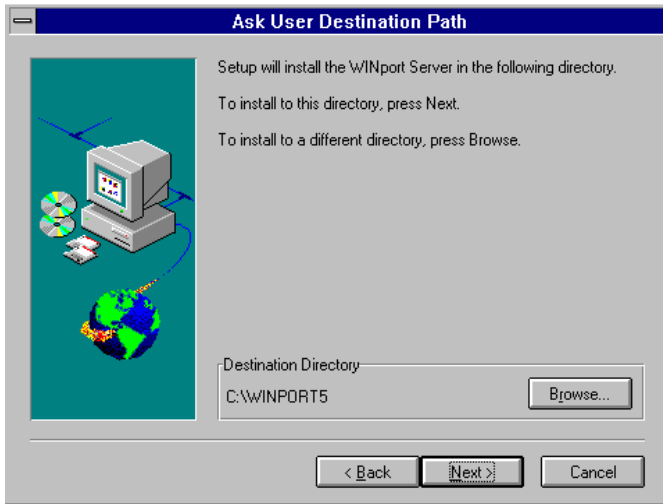 Ask User Destination Path
Setup will install the WINport Server in the following directory.
To install to this directory, press Next.
To install to a different directory, press Browse.
Destination Directory
C:\WINPORT5
Browse...
< Back
Next >
Cancel